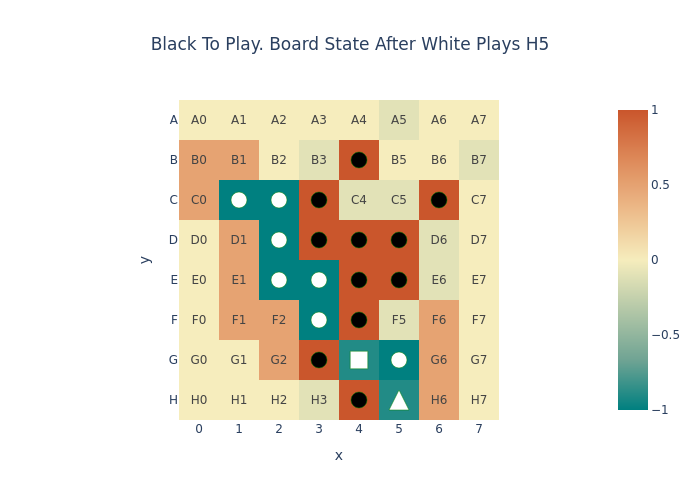 Black To Play. Board State After White Plays H5
A A0 A1 A2 A3 A4 A5 A6 A7
B B0 B1 B2 B3 B5 B6 B7
C C0 C4 C5 C7
D D0 D1 D6 D7
E E0 E1 E6 E7
F F0 F1 F2 F5 F6 F7
G G0 G1 G2 G6 G7
H H0 H1 H2 H3 H6 H7
0 1 2 3 4 5 6 7
x
y
1
0.5
0
−0.5
−1